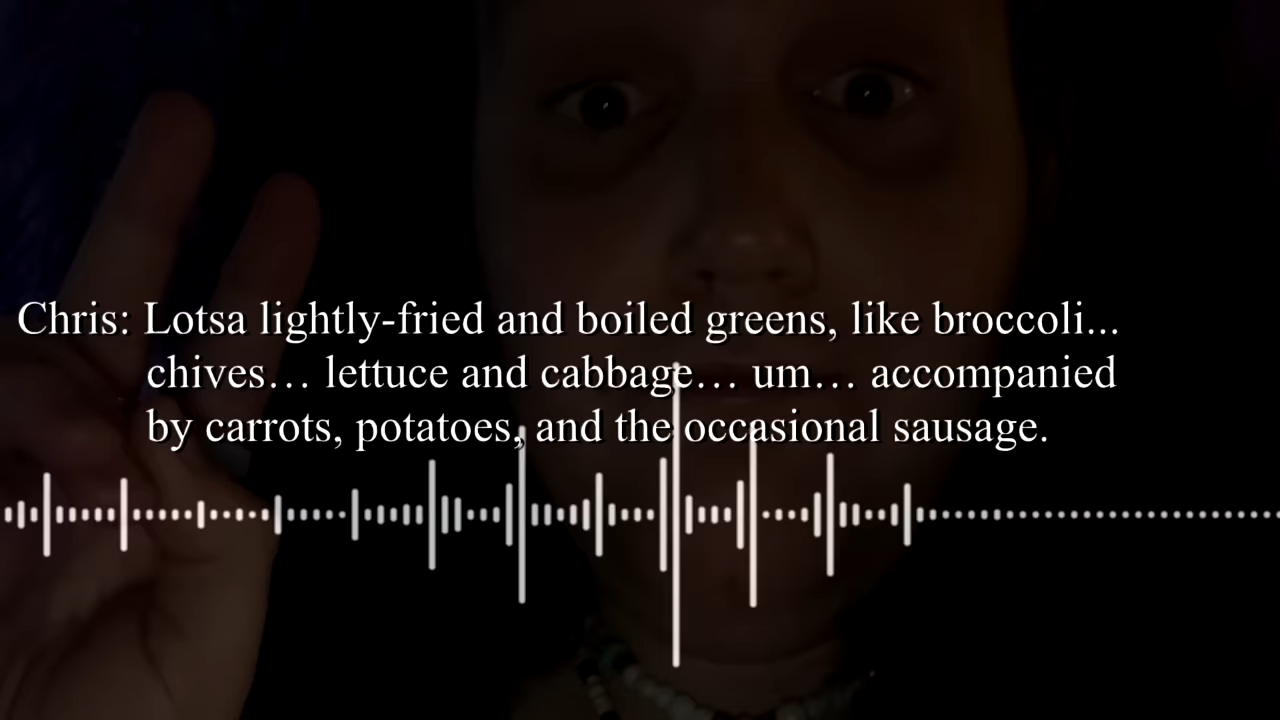 Chris: Lotsa lightly-fried and boiled greens, like broccoli...
chives… lettuce and cabbage… um… accompanied
by carrots, potatoes, and the occasional sausage.